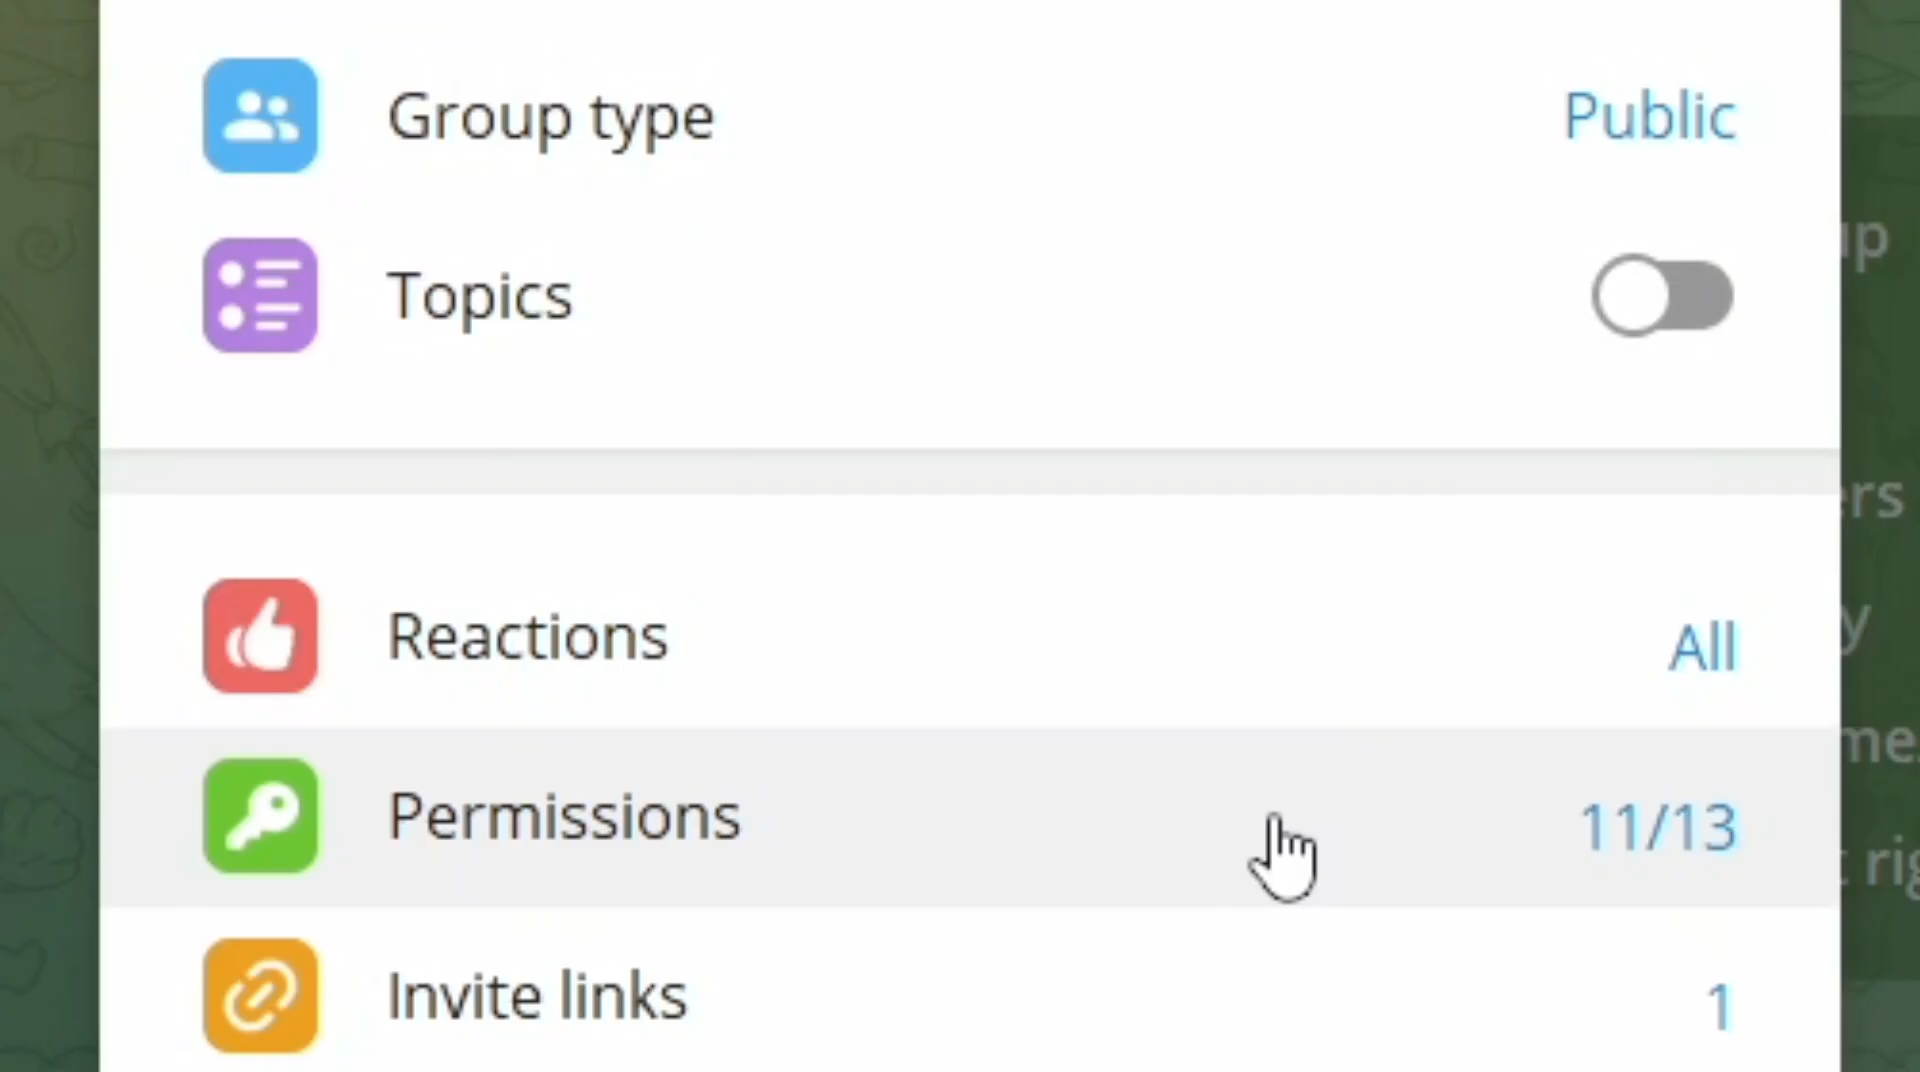 Group type
Public
Topics
Reactions
All
Permissions
11/13
Invite links
1